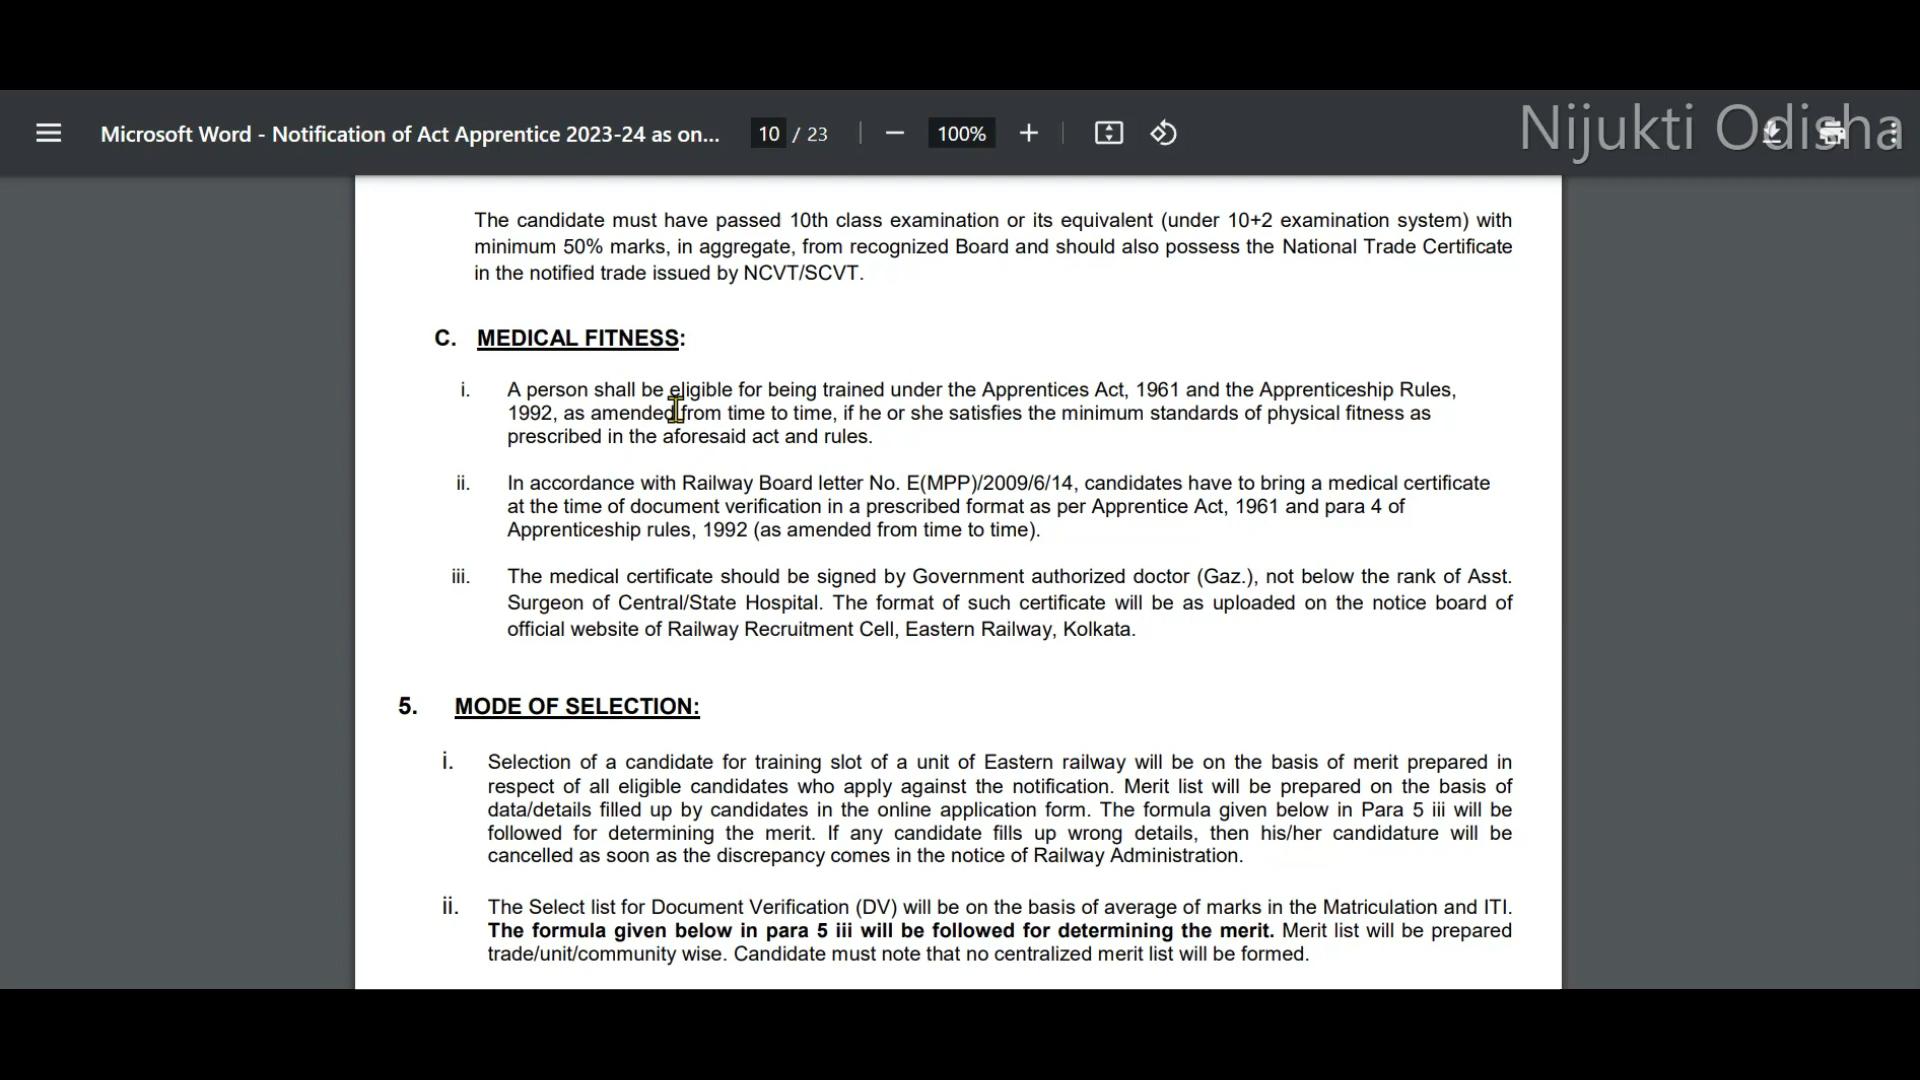 Microsoft Word - Notification of Act Apprentice 2023-24 as on...
10 / 23
100%
Nijukti Odisha
The candidate must have passed 10th class examination or its equivalent (under 10+2 examination system) with
minimum 50% marks, in aggregate, from recognized Board and should also possess the National Trade Certificate
in the notified trade issued by NCVT/SCVT.
C. MEDICAL FITNESS:
i. A person shall be eligible for being trained under the Apprentices Act, 1961 and the Apprenticeship Rules,
1992, as amended from time to time, if he or she satisfies the minimum standards of physical fitness as
prescribed in the aforesaid act and rules.
ii. In accordance with Railway Board letter No. E(MPP)/2009/6/14, candidates have to bring a medical certificate
at the time of document verification in a prescribed format as per Apprentice Act, 1961 and para 4 of
Apprenticeship rules, 1992 (as amended from time to time).
iii. The medical certificate should be signed by Government authorized doctor (Gaz.), not below the rank of Asst.
Surgeon of Central/State Hospital. The format of such certificate will be as uploaded on the notice board of
official website of Railway Recruitment Cell, Eastern Railway, Kolkata.
5. MODE OF SELECTION:
i. Selection of a candidate for training slot of a unit of Eastern railway will be on the basis of merit prepared in
respect of all eligible candidates who apply against the notification. Merit list will be prepared on the basis of
data/details filled up by candidates in the online application form. The formula given below in Para 5 iii will be
followed for determining the merit. If any candidate fills up wrong details, then his/her candidature will be
cancelled as soon as the discrepancy comes in the notice of Railway Administration.
ii. The Select list for Document Verification (DV) will be on the basis of average of marks in the Matriculation and ITI.
The formula given below in para 5 iii will be followed for determining the merit. Merit list will be prepared
trade/unit/community wise. Candidate must note that no centralized merit list will be formed.